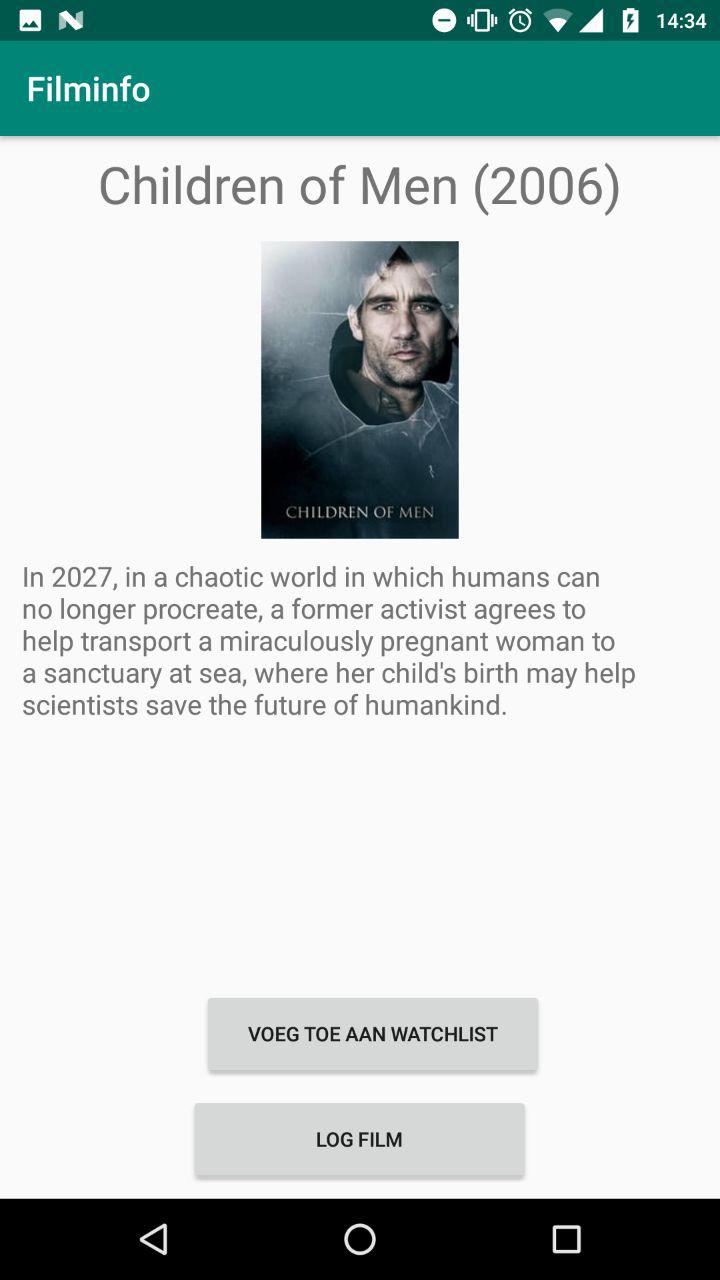 14:34
Filminfo
Children of Men (2006)
CHILDREN OF MEN
In 2027, in a chaotic world in which humans can
no longer procreate, a former activist agrees to
help transport a miraculously pregnant woman to
a sanctuary at sea, where her child's birth may help
scientists save the future of humankind.
VOEG TOE AAN WATCHLIST
LOG FILM